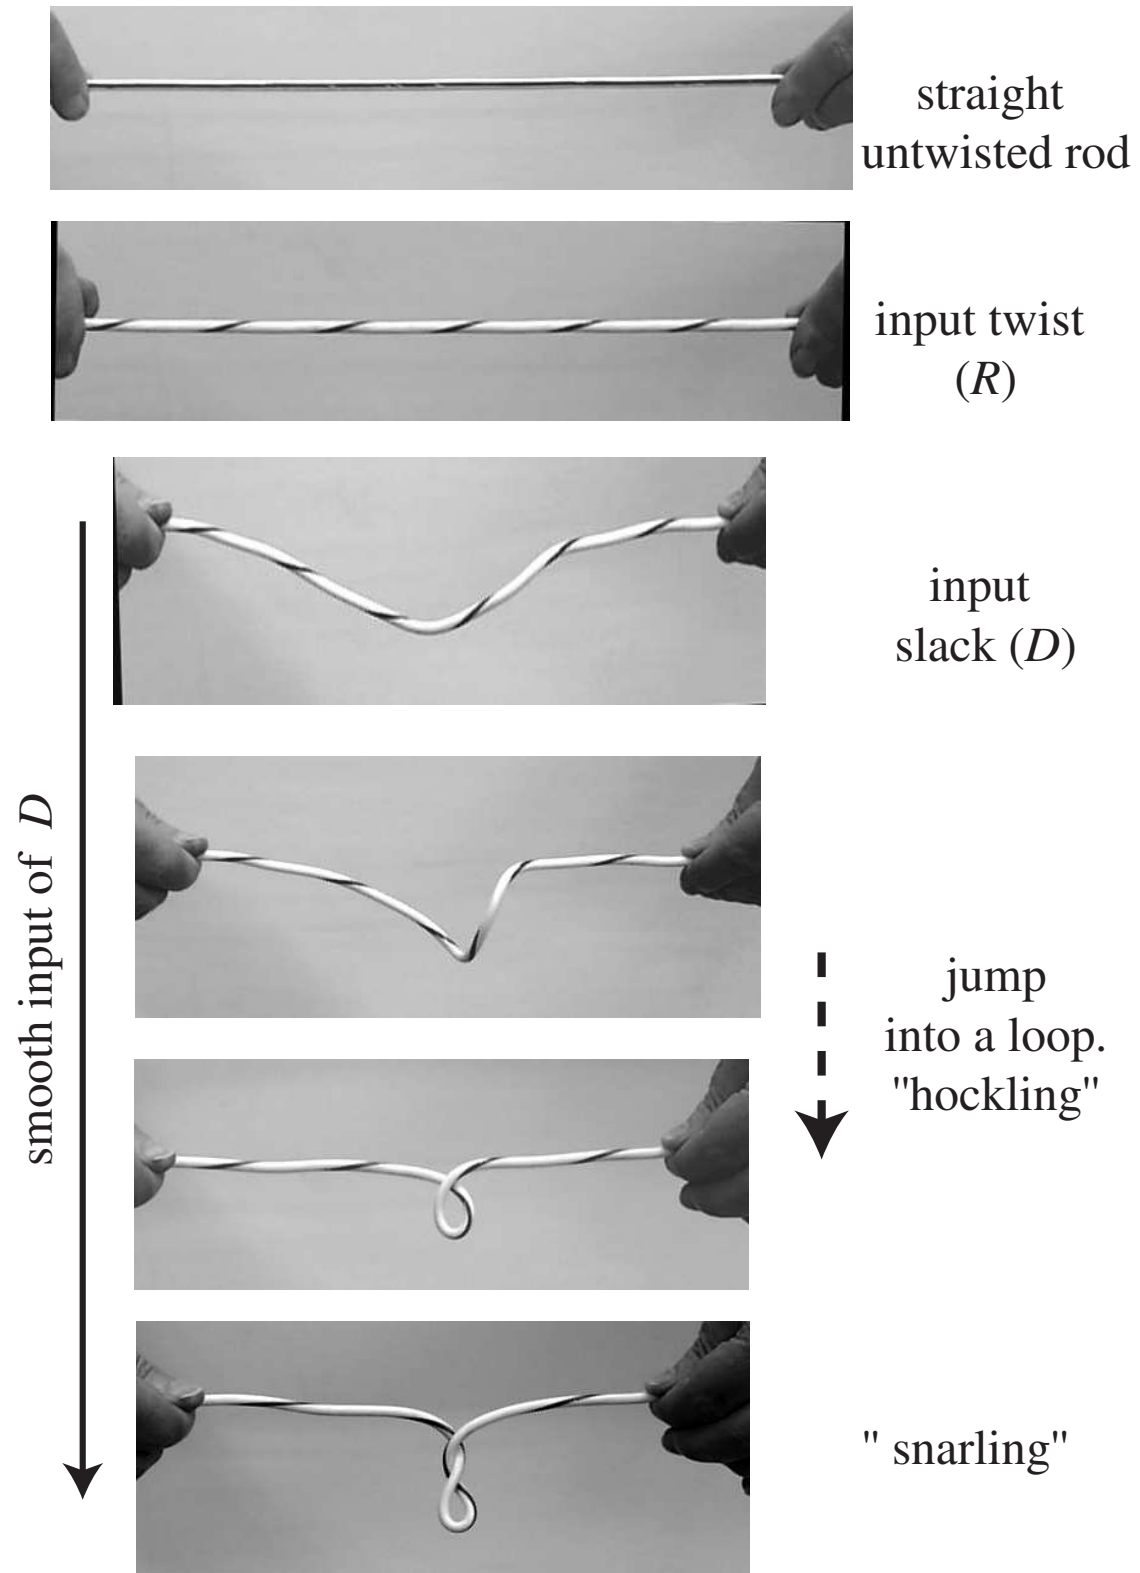 straight
untwisted rod
input twist
(R)
input
slack (D)
smooth input of D
jump
into a loop.
"hockling"
" snarling"